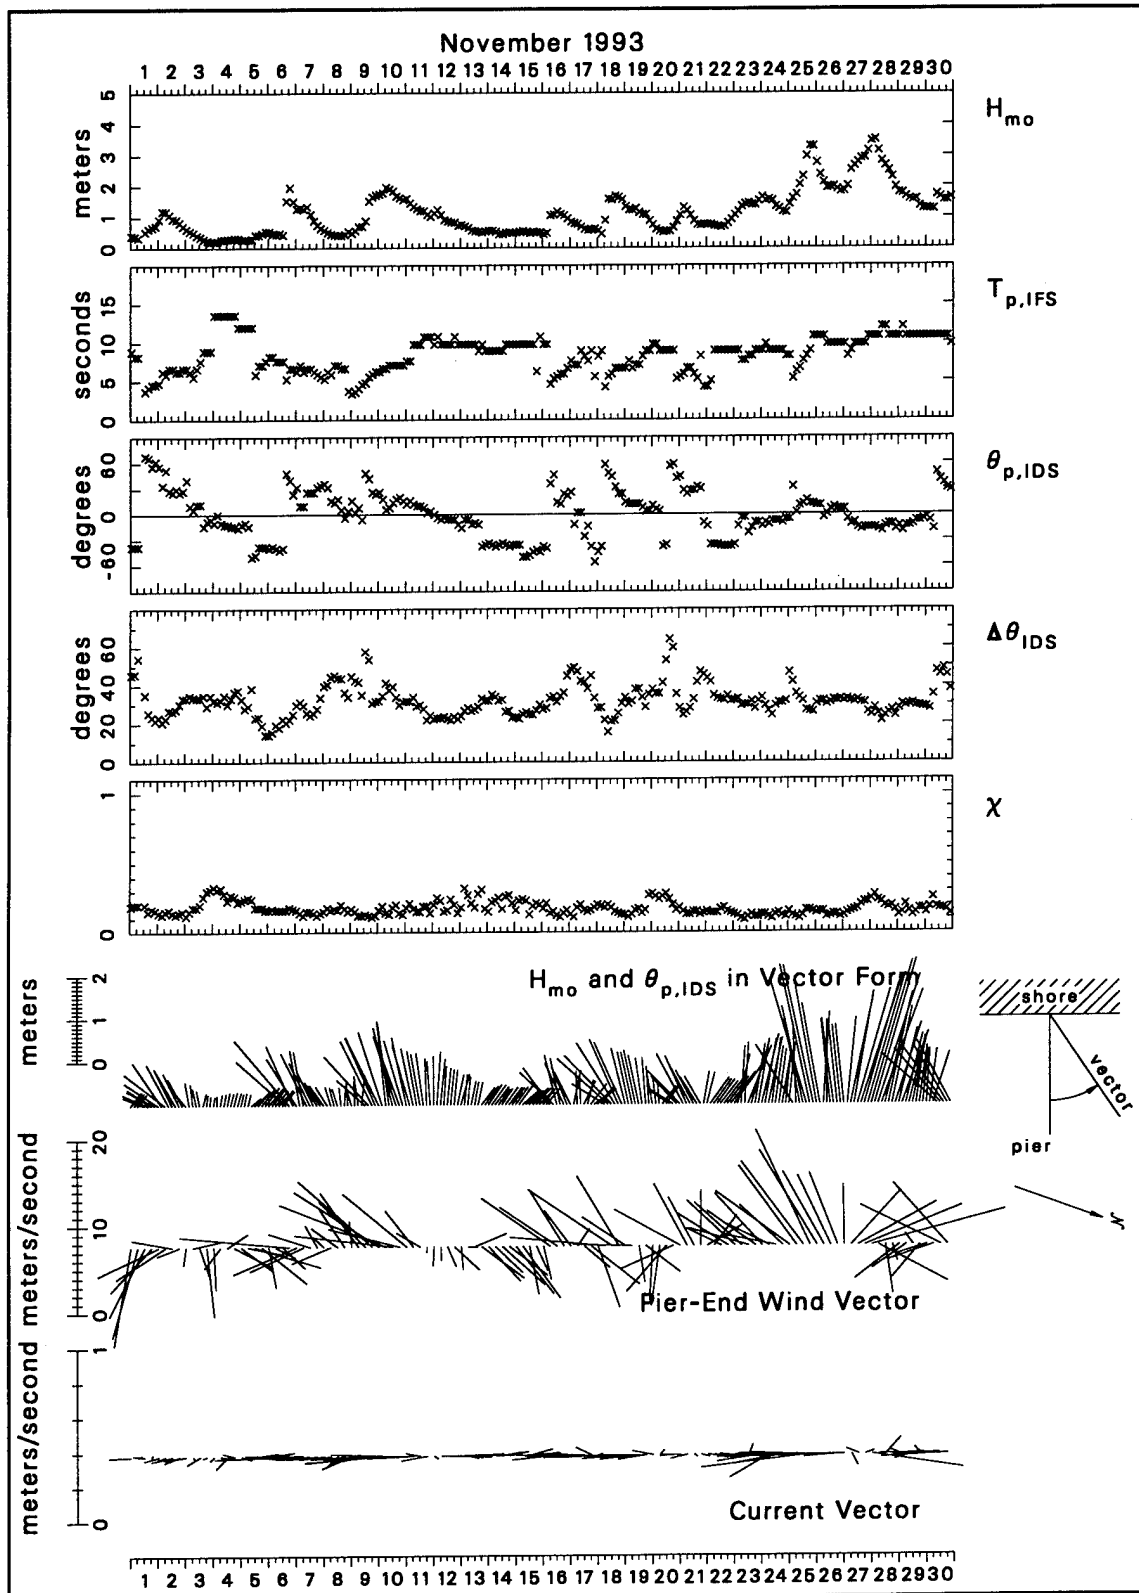 November 1993
1 2 3 4 5 6 7 8 9 10 11 12 13 14 15 16 17 18 19 20 21 22 23 24 25 26 27 28 29 30
5
4
3
2
1
0
meters
Hmo
15
10
5
0
seconds
Tp,IFS
60
0
-60
degrees
θp,IDS
60
40
20
0
degrees
ΔθIDS
1
0
χ
Hmo and θp,IDS in Vector Form
2
1
0
meters
shore
vector
pier
N
20
10
0
meters/second
Pier-End Wind Vector
1
0
meters/second
Current Vector
1 2 3 4 5 6 7 8 9 10 11 12 13 14 15 16 17 18 19 20 21 22 23 24 25 26 27 28 29 30